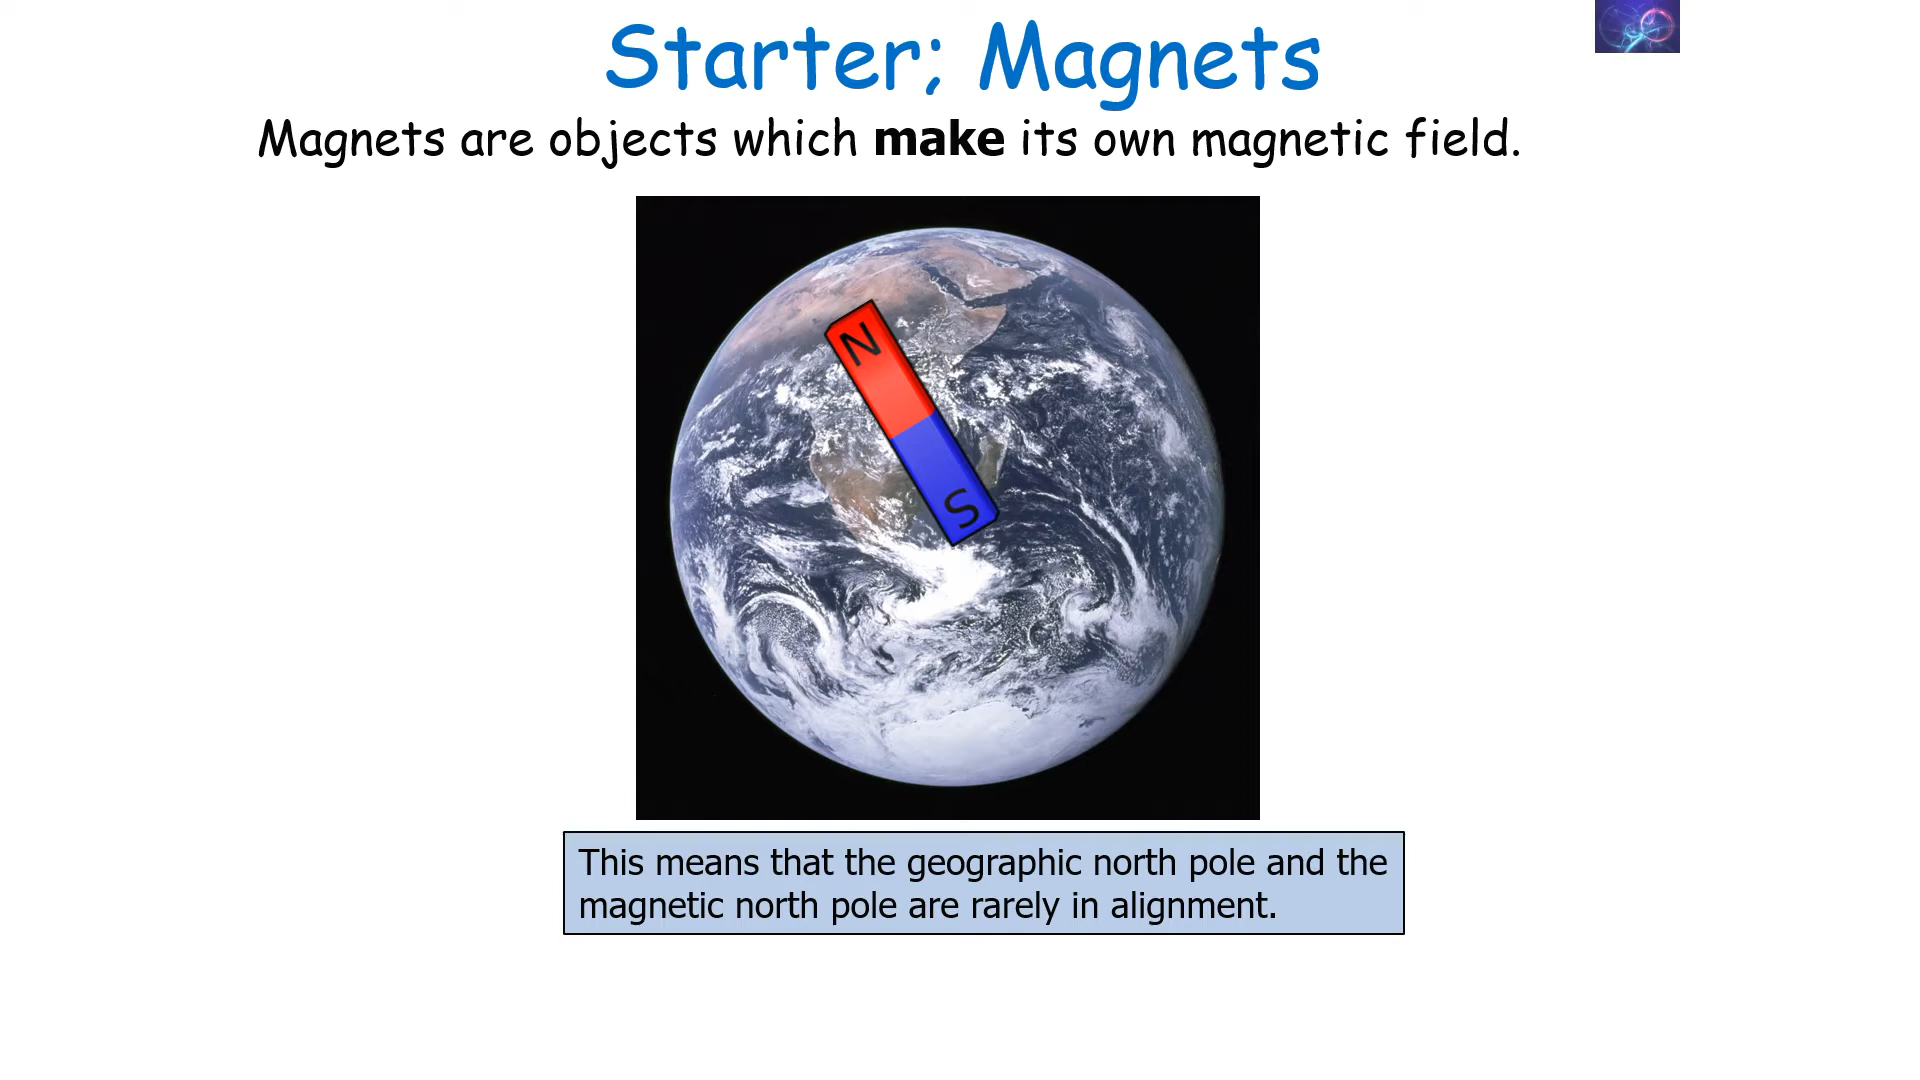 Starter; Magnets
Magnets are objects which make its own magnetic field.
N
S
This means that the geographic north pole and the
magnetic north pole are rarely in alignment.